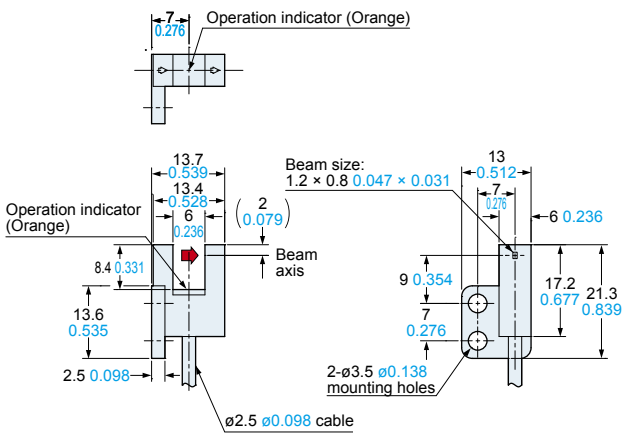 7
0.276
Operation indicator (Orange)
13.7
0.539
13.4
0.528
6
0.236
(2
0.079)
Operation indicator
(Orange)
Beam
axis
8.4 0.331
13.6
0.535
2.5 0.098
ø2.5 ø0.098 cable
Beam size:
1.2 × 0.8 0.047 × 0.031
13
0.512
7
0.276
6 0.236
9 0.354
7
0.276
17.2
0.677
21.3
0.839
2-ø3.5 ø0.138
mounting holes